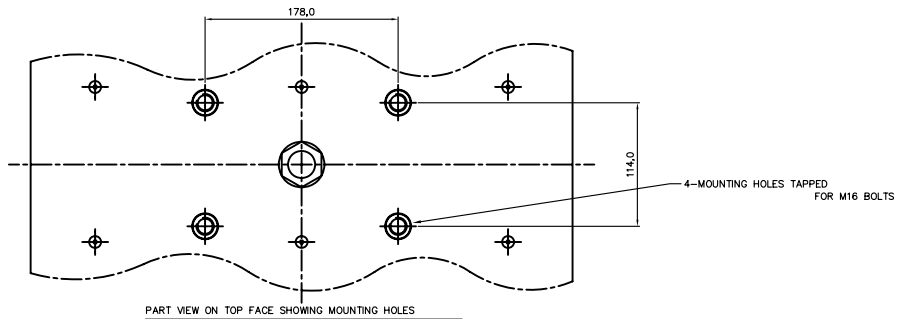 178,0
114,0
4-MOUNTING HOLES TAPPED
FOR M16 BOLTS
PART VIEW ON TOP FACE SHOWING MOUNTING HOLES